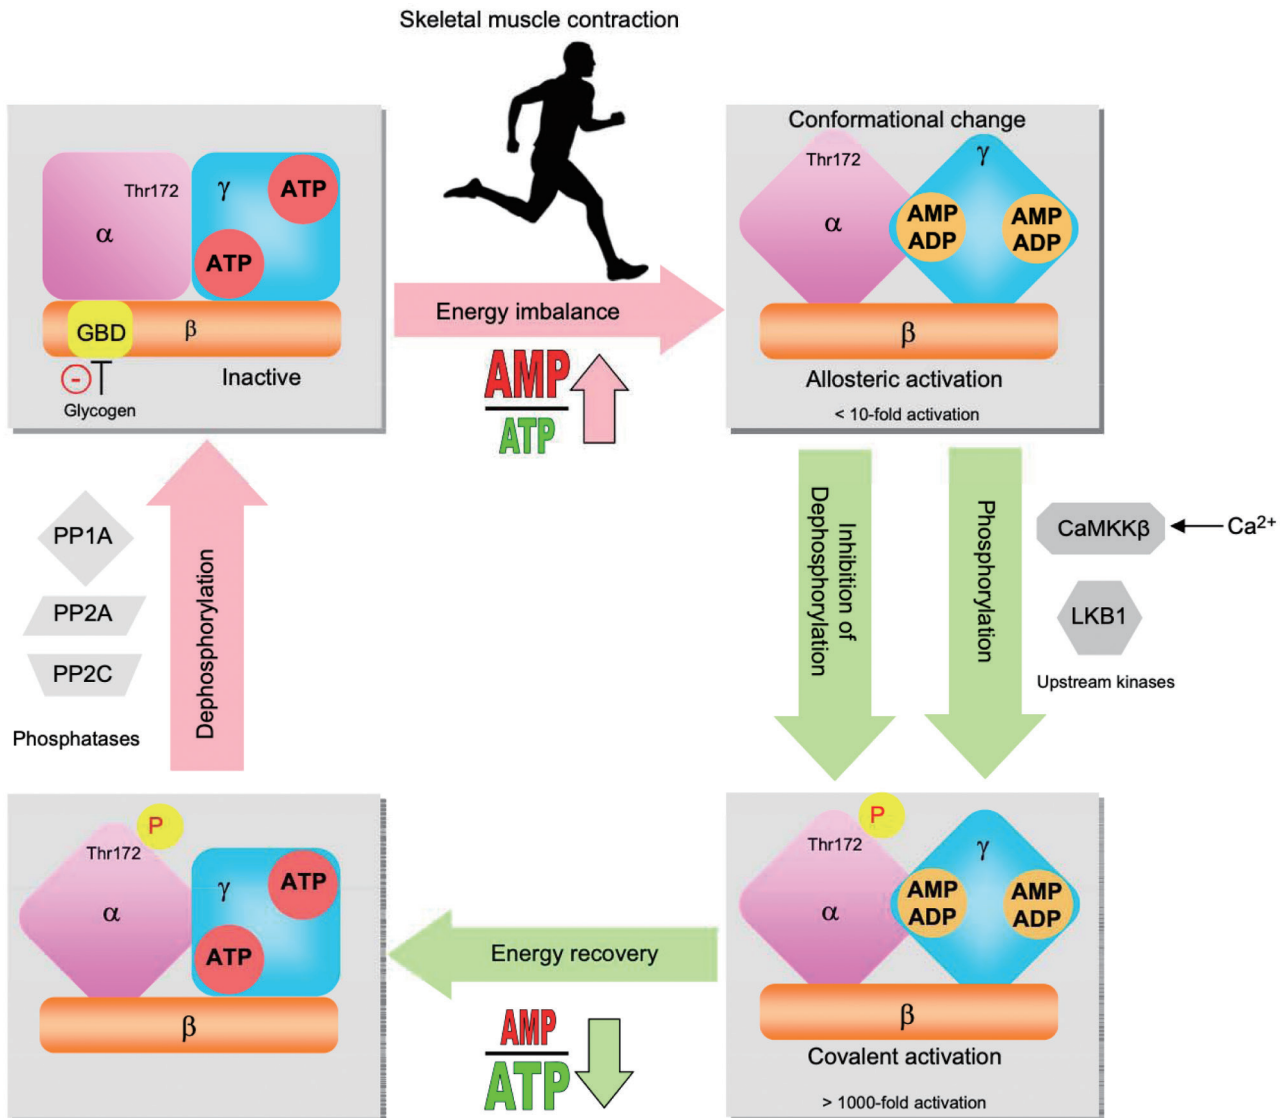 Skeletal muscle contraction
Thr172
α
γ
ATP
ATP
GBD
β
-
Glycogen
Inactive
Energy imbalance
AMP
ATP
Conformational change
Thr172
α
γ
AMP
ADP
AMP
ADP
β
Allosteric activation
< 10-fold activation
Inhibition of
Dephosphorylation
Phosphorylation
CaMKKβ
Ca²⁺
LKB1
Upstream kinases
P
Thr172
α
γ
AMP
ADP
AMP
ADP
β
Covalent activation
> 1000-fold activation
Energy recovery
AMP
ATP
P
Thr172
α
γ
ATP
ATP
β
Dephosphorylation
PP1A
PP2A
PP2C
Phosphatases